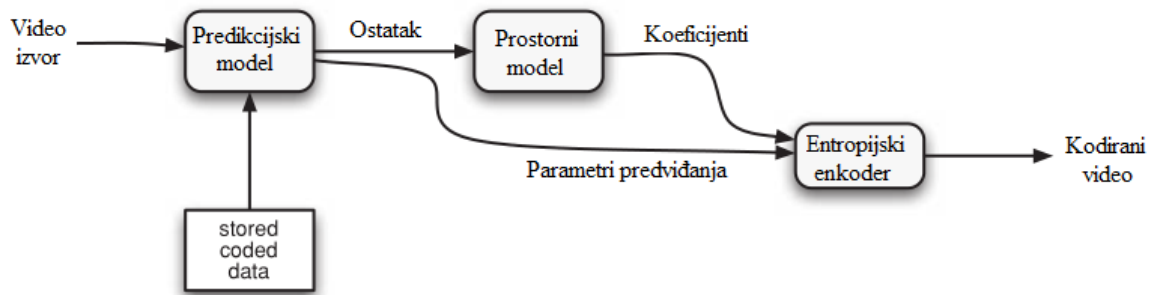 Video
izvor
Predikcijski
model
Ostatak
Prostorni
model
Koeficijenti
Parametri predviđanja
Entropijski
enkoder
Kodirani
video
stored
coded
data